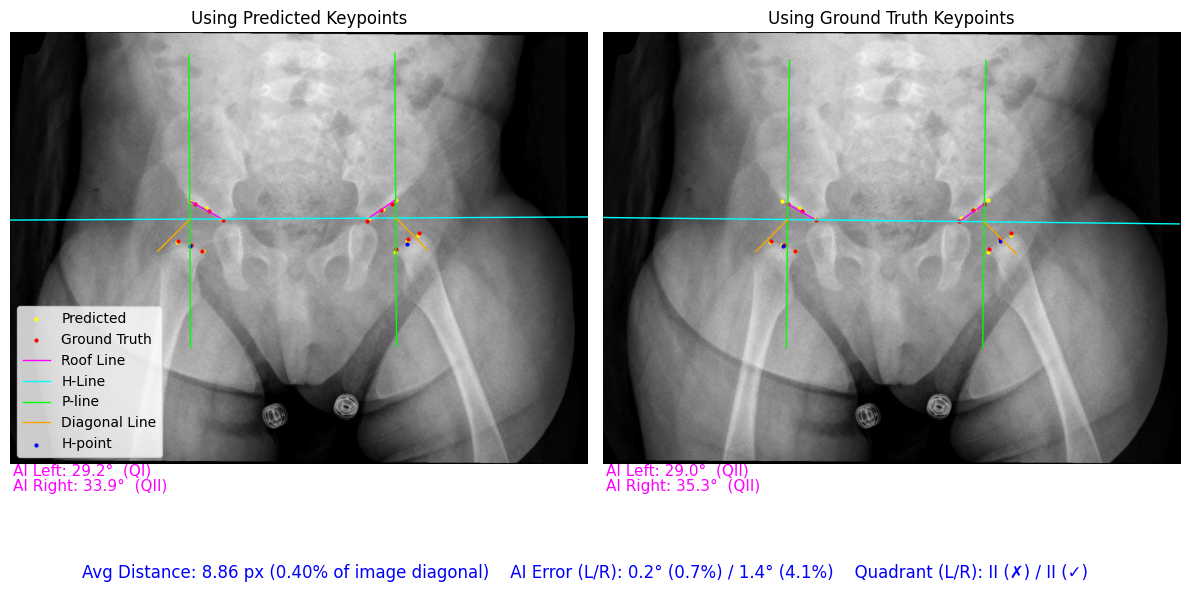 Using Predicted Keypoints
Using Ground Truth Keypoints
Predicted
Ground Truth
Roof Line
H-Line
P-line
Diagonal Line
H-point
AI Left: 29.2°  (QI)
AI Right: 33.9°  (QII)
AI Left: 29.0°  (QII)
AI Right: 35.3°  (QII)
Avg Distance: 8.86 px (0.40% of image diagonal)    AI Error (L/R): 0.2° (0.7%) / 1.4° (4.1%)    Quadrant (L/R): II (✗) / II (✓)